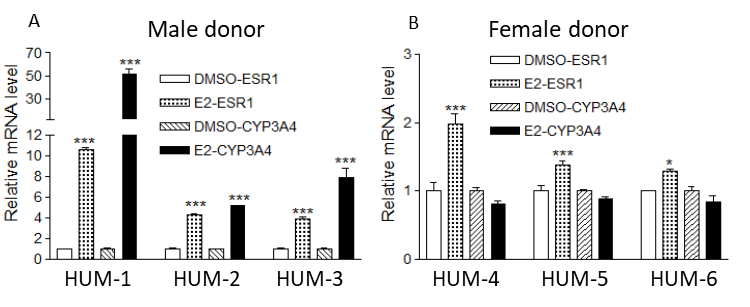 A
Male donor
Relative mRNA level
70
50
30
12
10
8
6
4
2
0
DMSO-ESR1
E2-ESR1
DMSO-CYP3A4
E2-CYP3A4
***
***
***
***
***
***
HUM-1
HUM-2
HUM-3
B
Female donor
Relative mRNA level
3
2
1
0
DMSO-ESR1
E2-ESR1
DMSO-CYP3A4
E2-CYP3A4
***
***
*
HUM-4
HUM-5
HUM-6